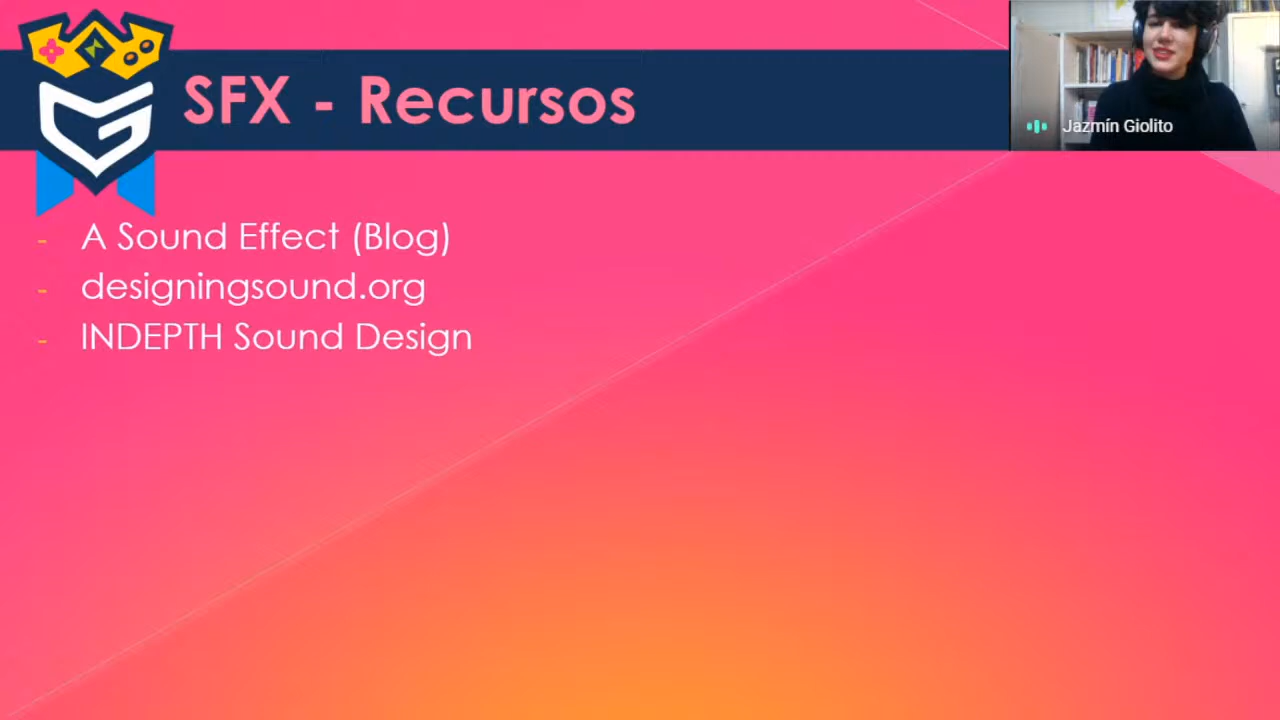 SFX - Recursos
Jazmín Giolito
- A Sound Effect (Blog)
- designingsound.org
- INDEPTH Sound Design